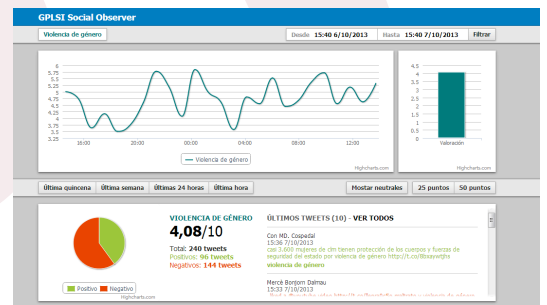 GPLSI Social Observer
Violencia de género
Desde 15:40 6/10/2013 Hasta 15:40 7/10/2013 Filtrar
6
5.75
5.5
5.25
5
4.75
4.5
4.25
4
3.75
3.5
3.25
16:00 20:00 00:00 04:00 08:00 12:00
Violencia de género
Highcharts.com
4.5
4
3.5
3
2.5
2
1.5
1
0.5
0
Valoración
Highcharts.com
Última quincena Última semana Últimas 24 horas Última hora Mostar neutrales 25 puntos 50 puntos
Positivo Negativo
Highcharts.com
VIOLENCIA DE GÉNERO
4,08/10
Total: 240 tweets
Positivos: 96 tweets
Negativos: 144 tweets
ÚLTIMOS TWEETS (10) - VER TODOS
Con MD. Cospedal
15:36 7/10/2013
casi 3.600 mujeres de clm tienen protección de los cuerpos y fuerzas de
seguridad del estado por violencia de género
violencia de género
Mercè Borjom Dalmau
15:33 7/10/2013